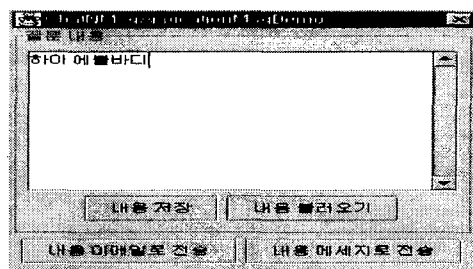 질문 내용
하이 에블바디
내용 저장 내용 불러오기
내용 이메일로 전송 내용 메세지로 전송